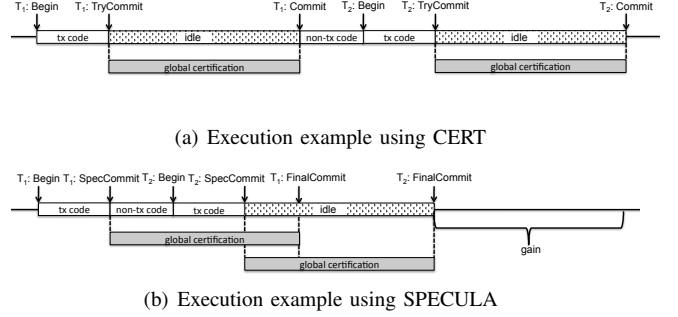 T₁: Begin T₁: TryCommit T₁: Commit T₂: Begin T₂: TryCommit T₂: Commit
tx code idle non-tx code tx code idle
global certification global certification
(a) Execution example using CERT
T₁: Begin T₁: SpecCommit T₂: Begin T₂: SpecCommit T₁: FinalCommit T₂: FinalCommit
tx code non-tx code tx code idle
global certification
gain
global certification
(b) Execution example using SPECULA